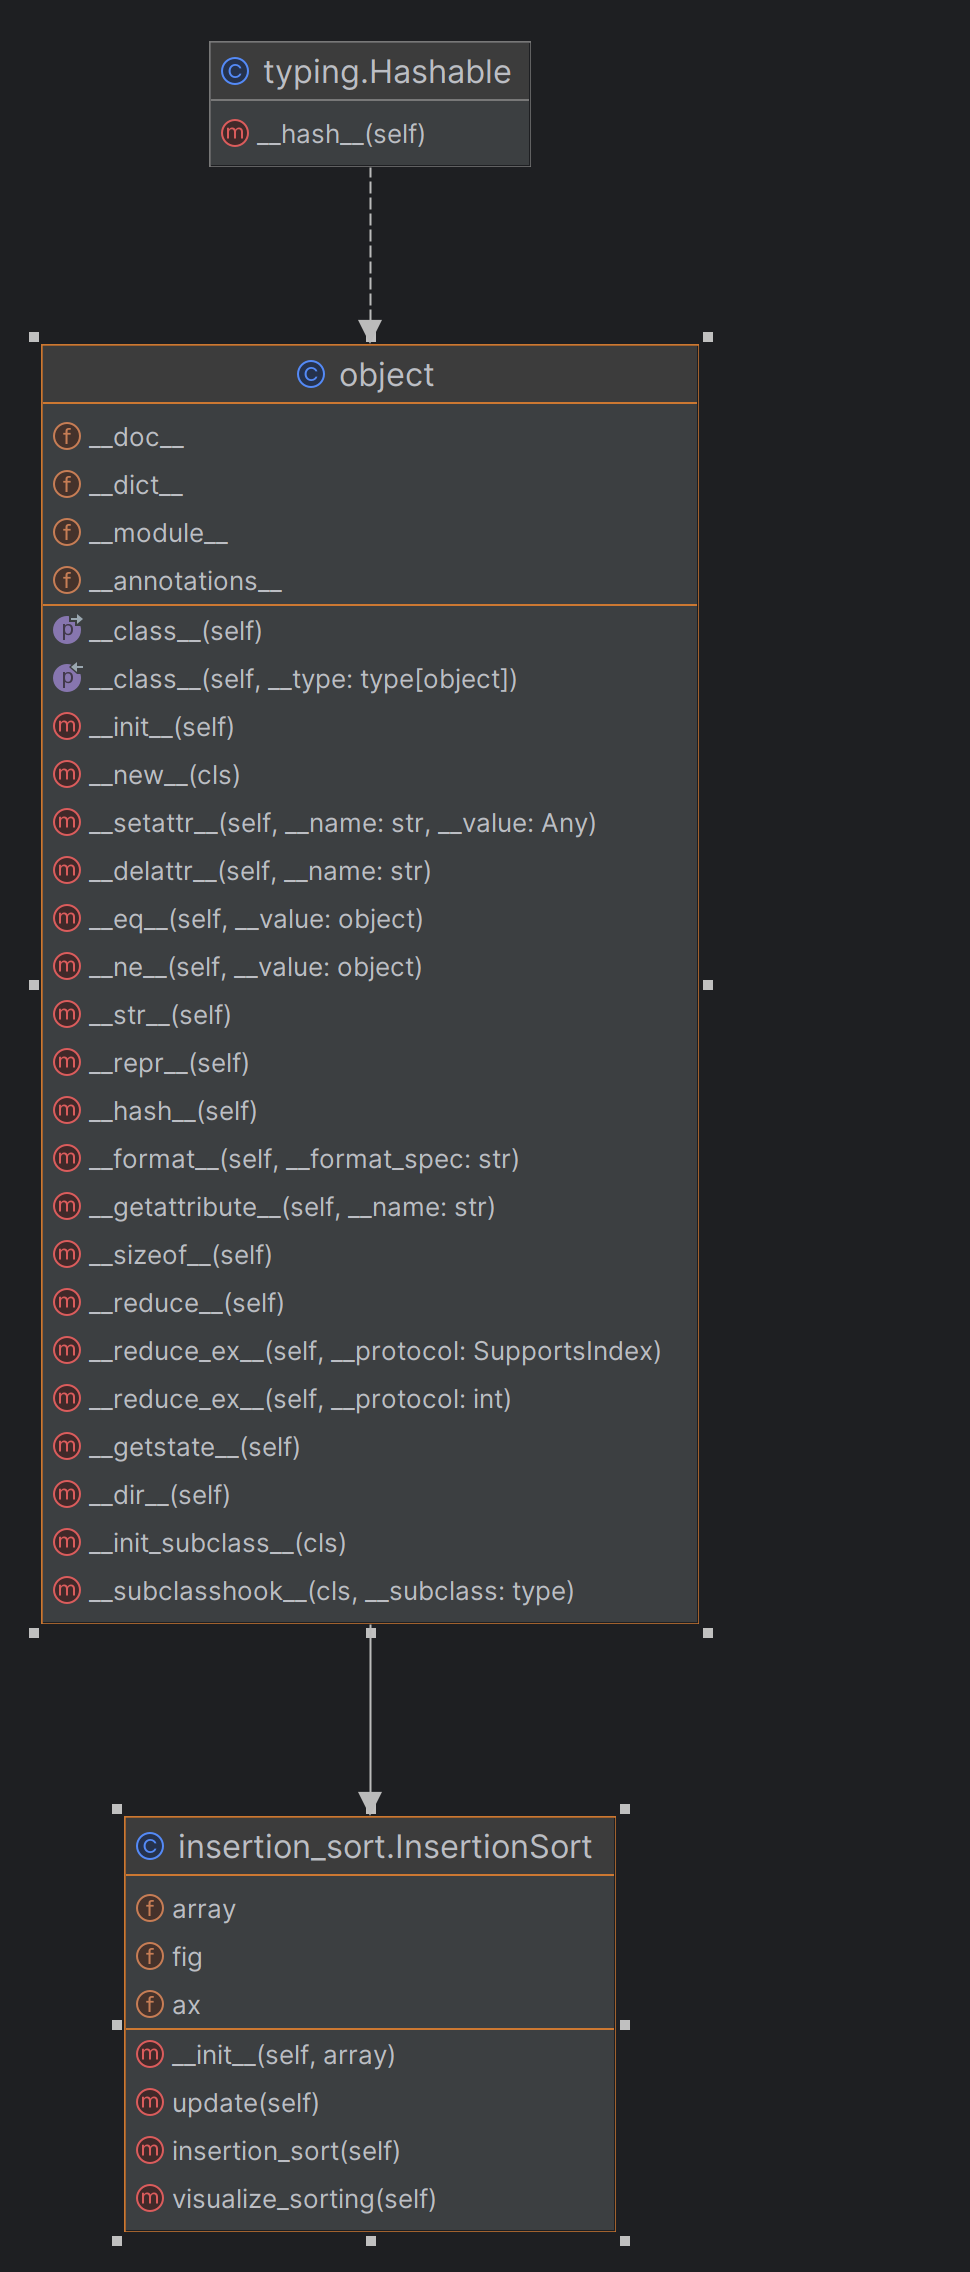 typing.Hashable
__hash__(self)
object
__doc__
__dict__
__module__
__annotations__
__class__(self)
__class__(self, __type: type[object])
__init__(self)
__new__(cls)
__setattr__(self, __name: str, __value: Any)
__delattr__(self, __name: str)
__eq__(self, __value: object)
__ne__(self, __value: object)
__str__(self)
__repr__(self)
__hash__(self)
__format__(self, __format_spec: str)
__getattribute__(self, __name: str)
__sizeof__(self)
__reduce__(self)
__reduce_ex__(self, __protocol: SupportsIndex)
__reduce_ex__(self, __protocol: int)
__getstate__(self)
__dir__(self)
__init_subclass__(cls)
__subclasshook__(cls, __subclass: type)
insertion_sort.InsertionSort
array
fig
ax
__init__(self, array)
update(self)
insertion_sort(self)
visualize_sorting(self)